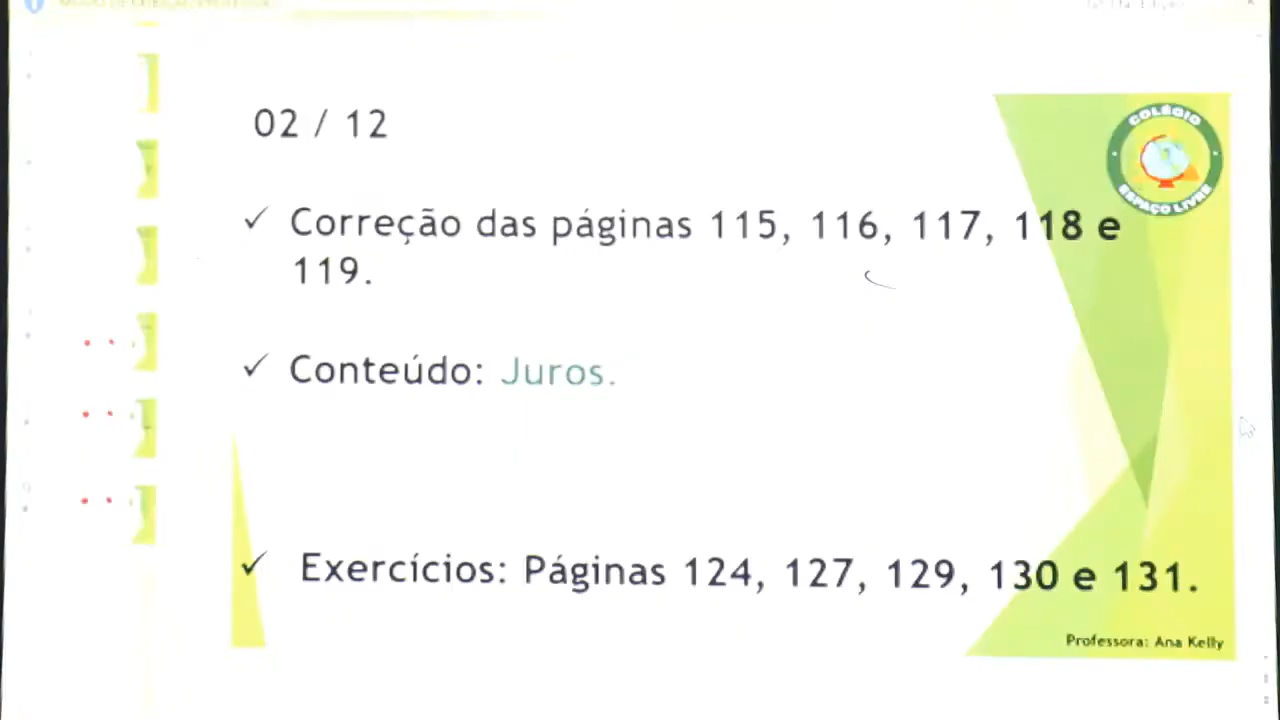 02 / 12
COLÉGIO
ESPAÇO LIVRE
✓ Correção das páginas 115, 116, 117, 118 e
119.
✓ Conteúdo: Juros.
✓ Exercícios: Páginas 124, 127, 129, 130 e 131.
Professora: Ana Kelly